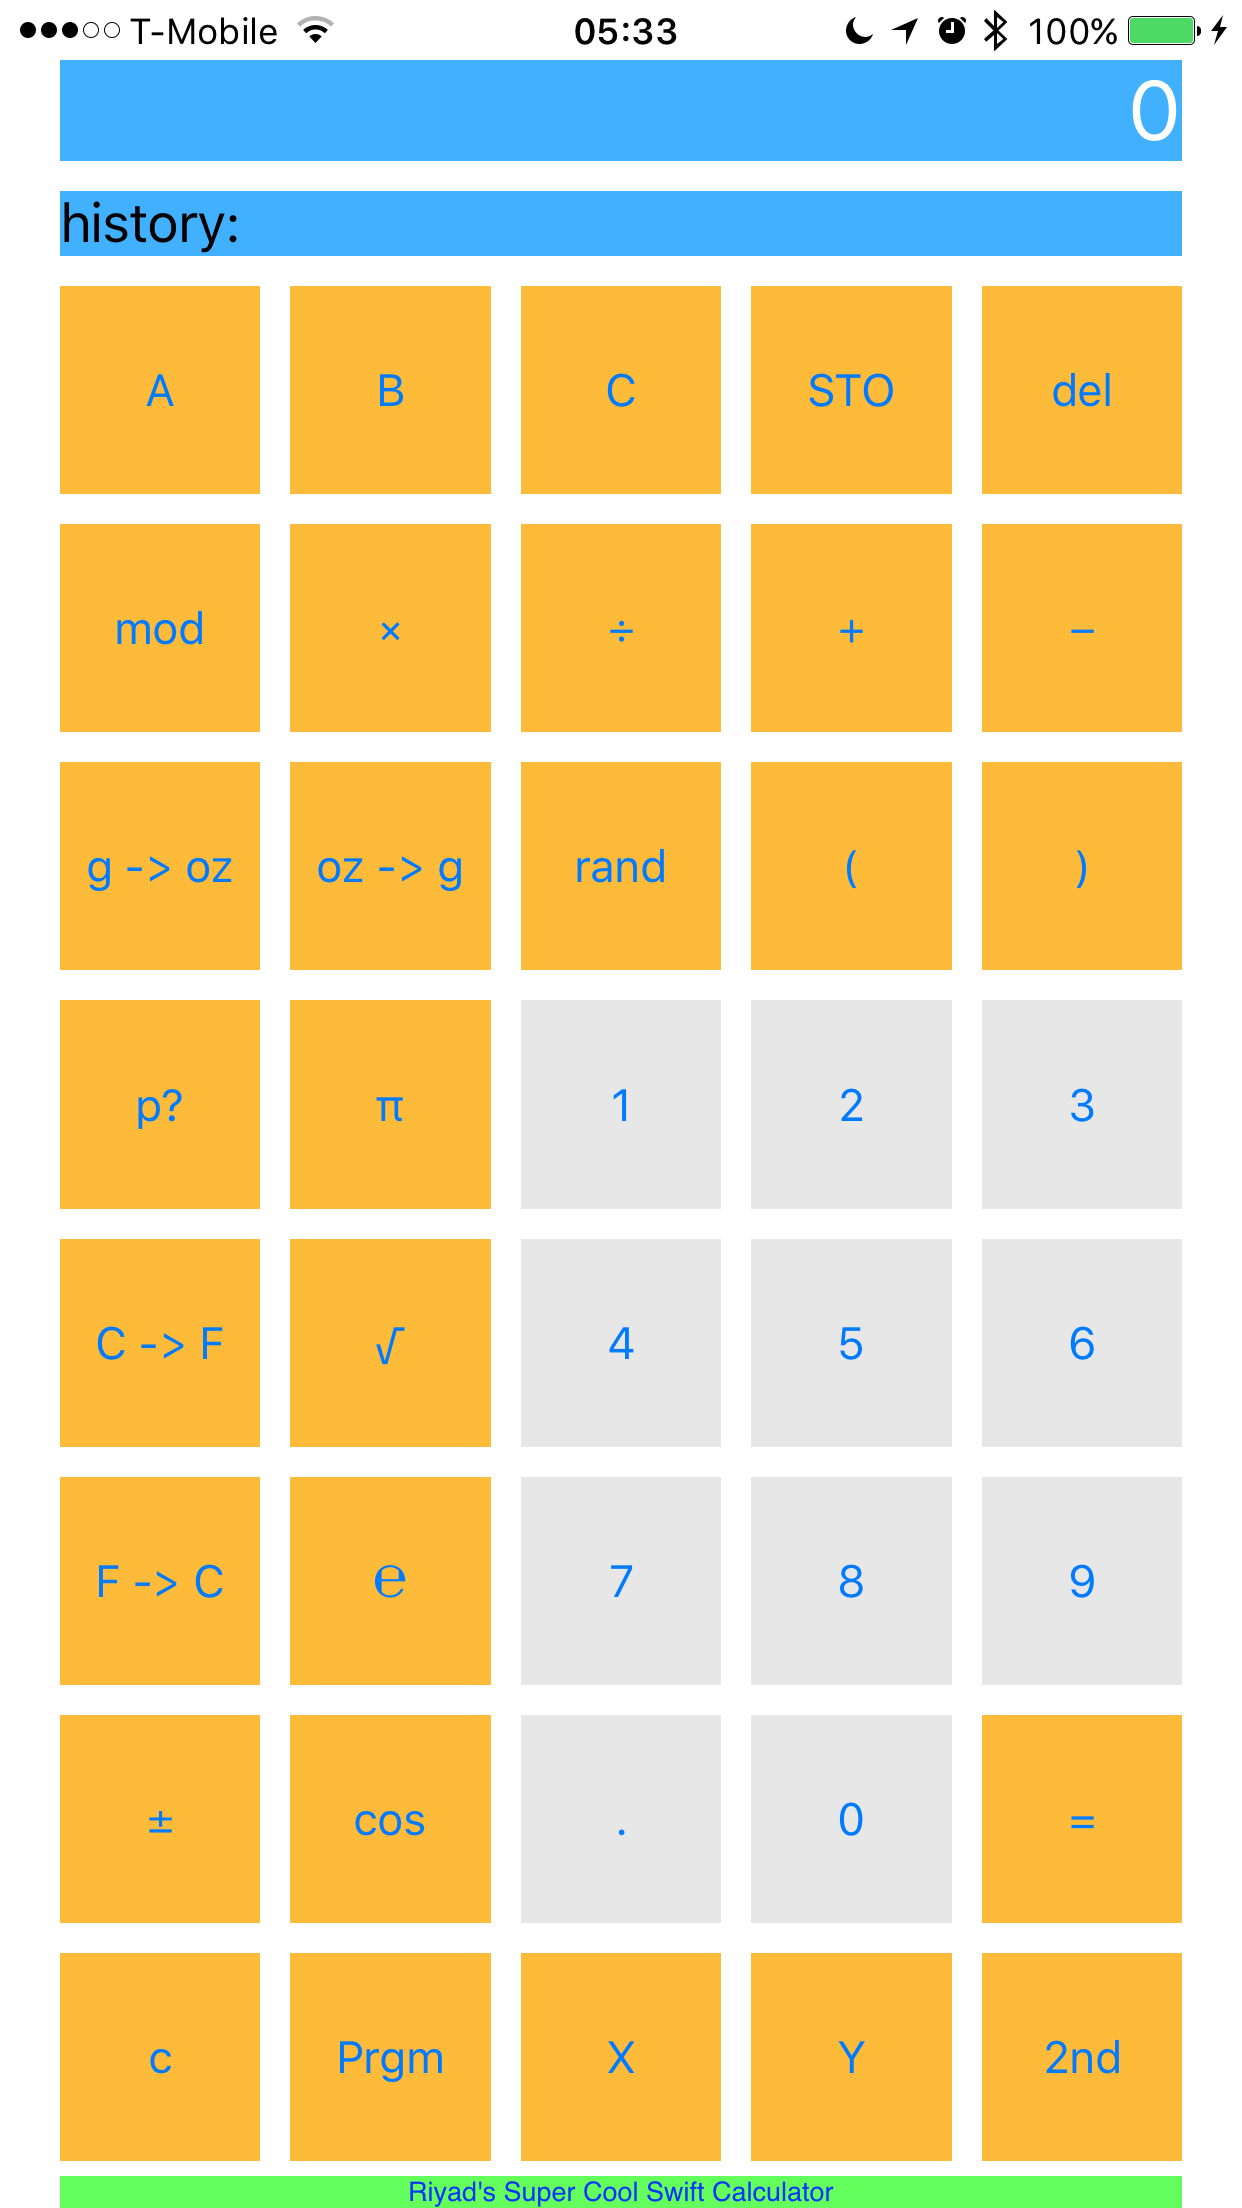 T-Mobile 05:33 100%
0
history:
A B C STO del
mod × ÷ + −
g -> oz oz -> g rand ( )
p? π 1 2 3
C -> F √ 4 5 6
F -> C ℮ 7 8 9
± cos . 0 =
c Prgm X Y 2nd
Riyad's Super Cool Swift Calculator